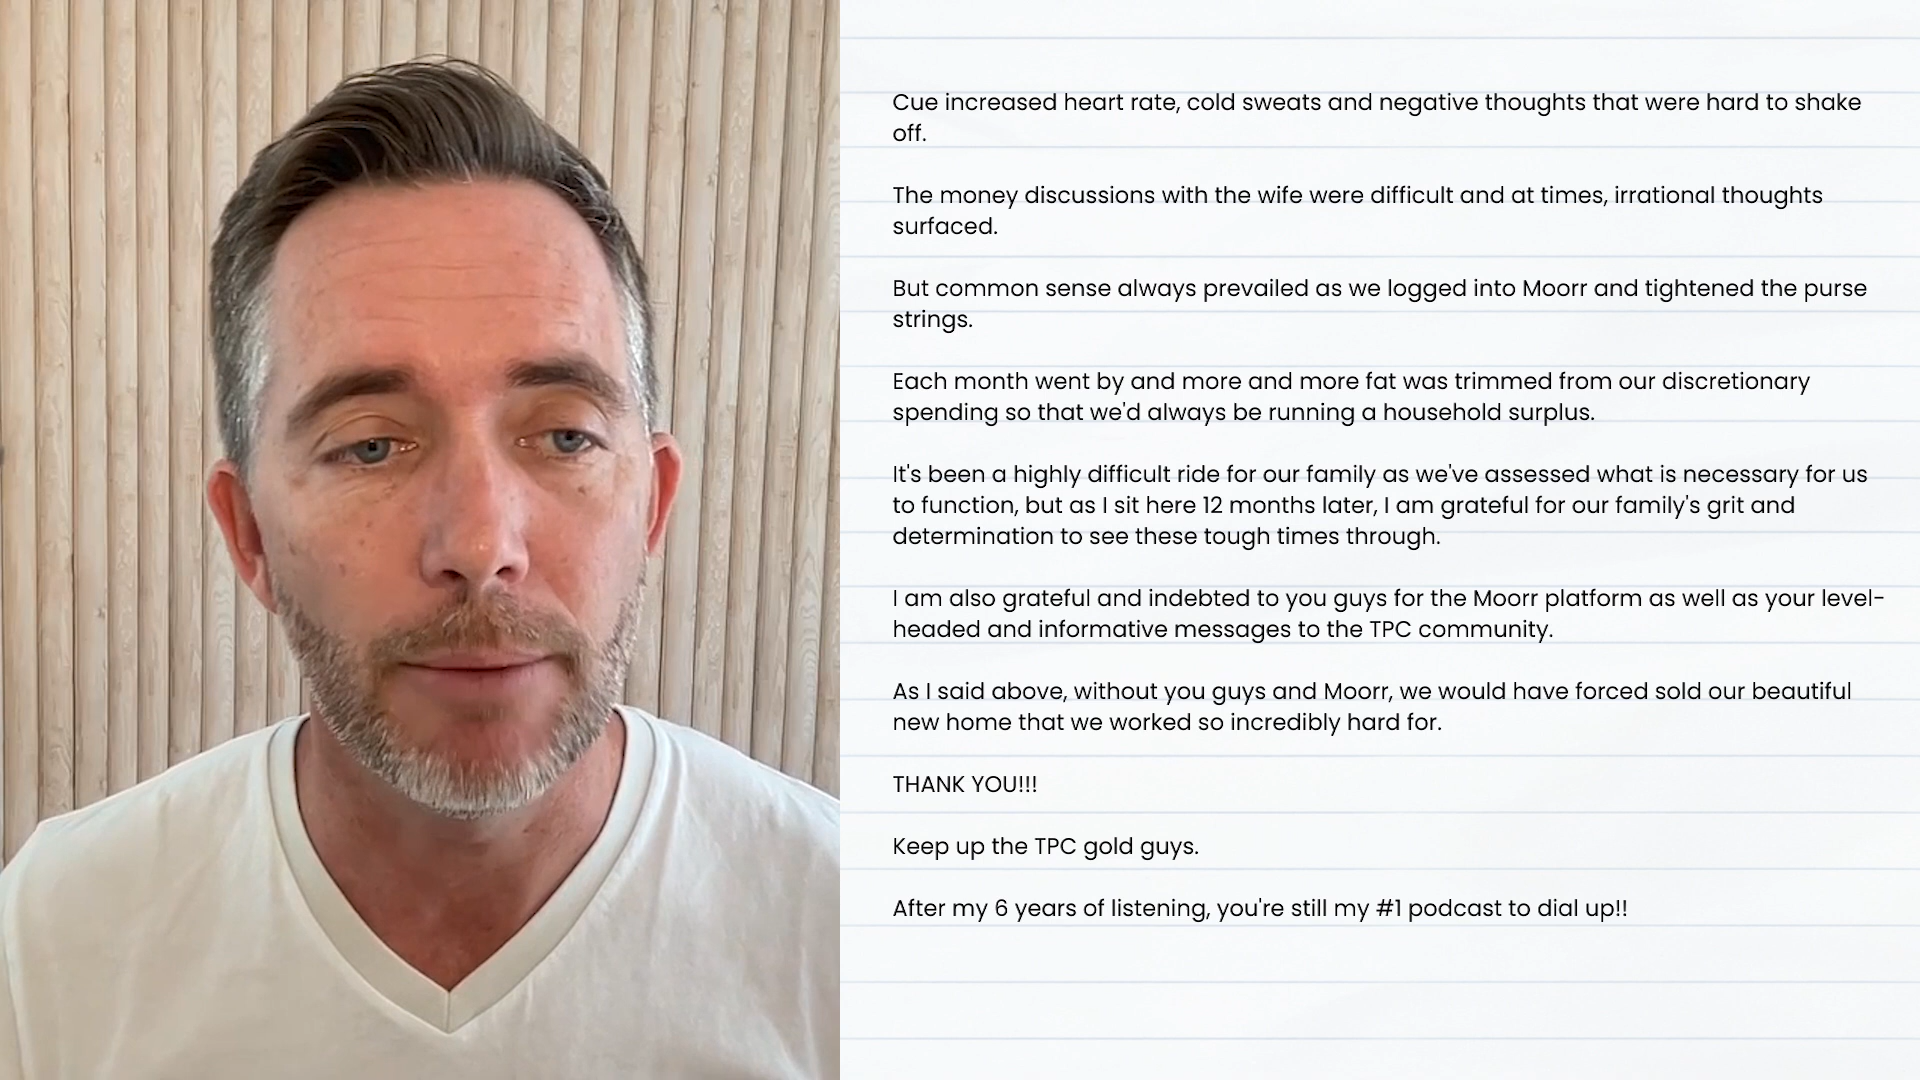 Cue increased heart rate, cold sweats and negative thoughts that were hard to shake
off.
The money discussions with the wife were difficult and at times, irrational thoughts
surfaced.
But common sense always prevailed as we logged into Moorr and tightened the purse
strings.
Each month went by and more and more fat was trimmed from our discretionary
spending so that we'd always be running a household surplus.
It's been a highly difficult ride for our family as we've assessed what is necessary for us
to function, but as I sit here 12 months later, I am grateful for our family's grit and
determination to see these tough times through.
I am also grateful and indebted to you guys for the Moorr platform as well as your level-
headed and informative messages to the TPC community.
As I said above, without you guys and Moorr, we would have forced sold our beautiful
new home that we worked so incredibly hard for.
THANK YOU!!!
Keep up the TPC gold guys.
After my 6 years of listening, you're still my #1 podcast to dial up!!